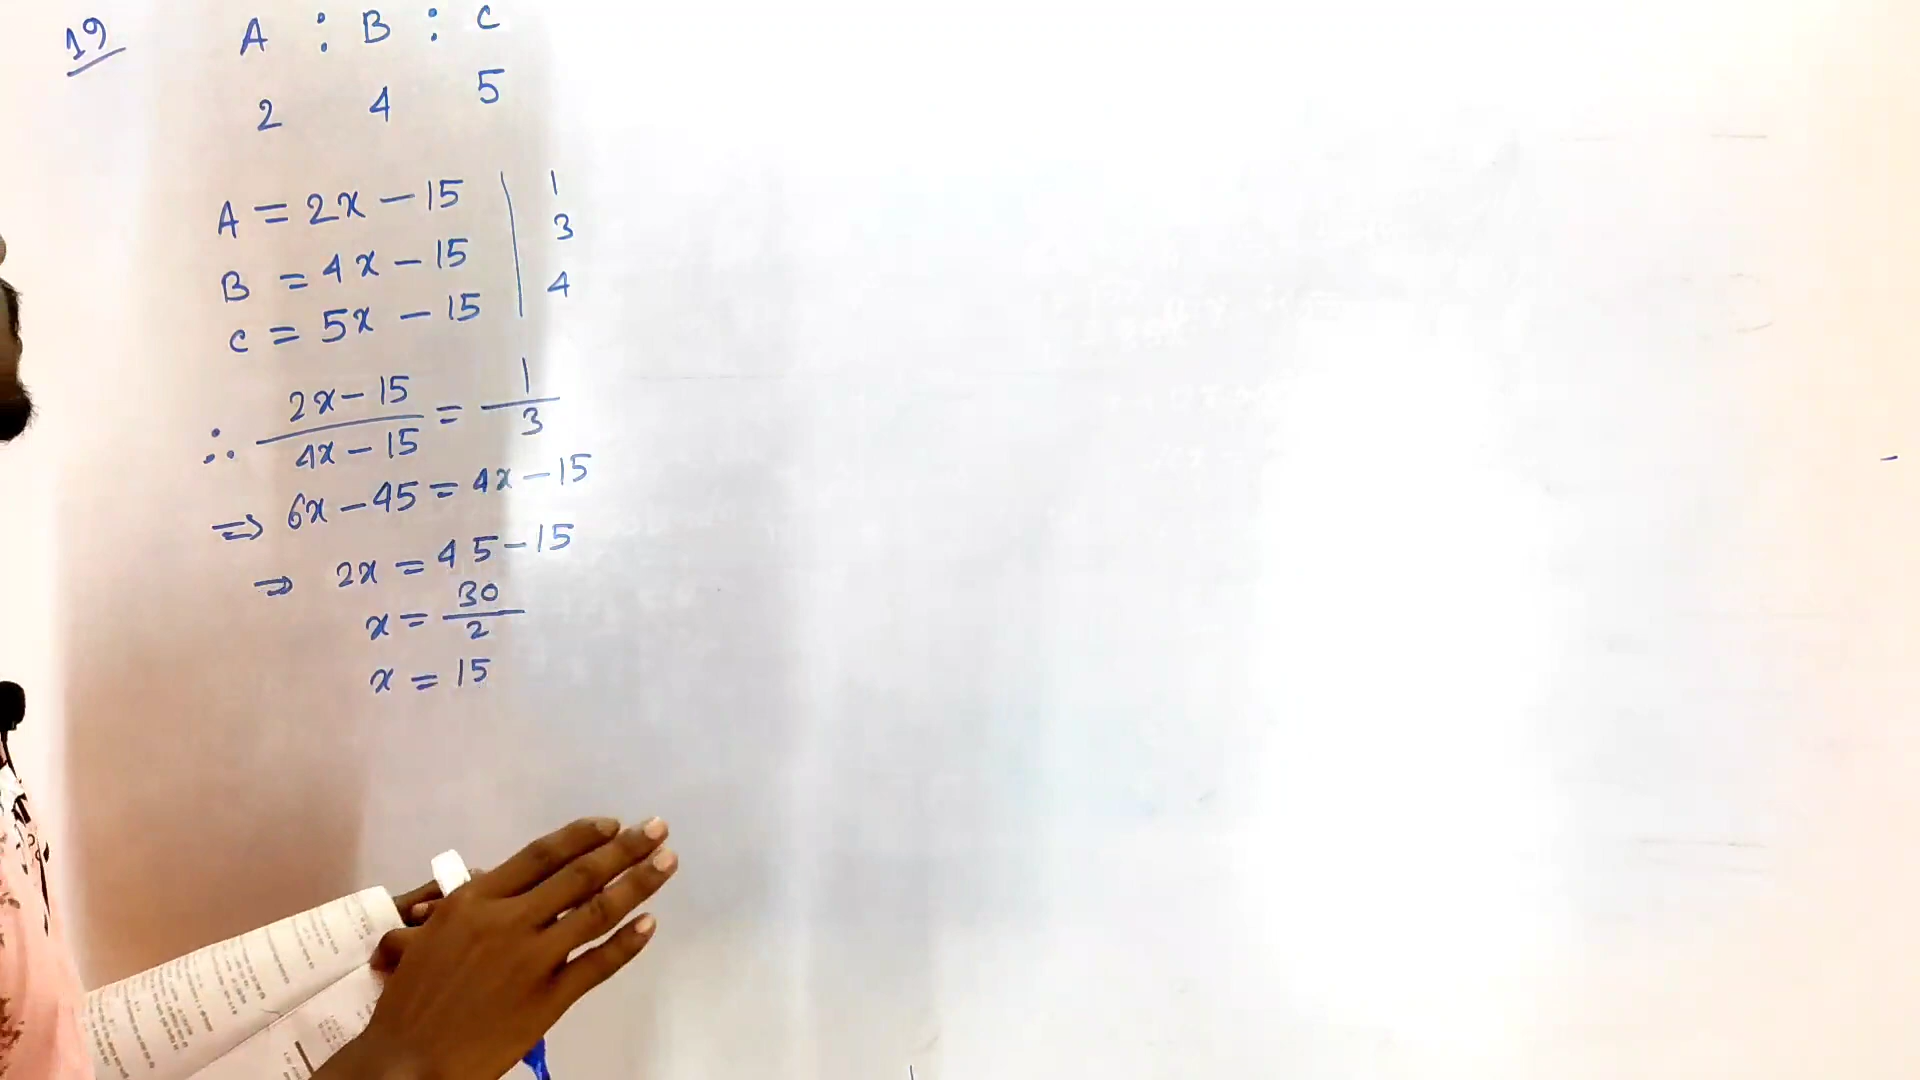 19 A : B : C
2 4 5
A = 2x - 15 | 1
B = 4x - 15 | 3
C = 5x - 15 | 4
∴ (2x - 15)/(4x - 15) = 1/3
⇒ 6x - 45 = 4x - 15
⇒ 2x = 45 - 15
x = 30/2
x = 15